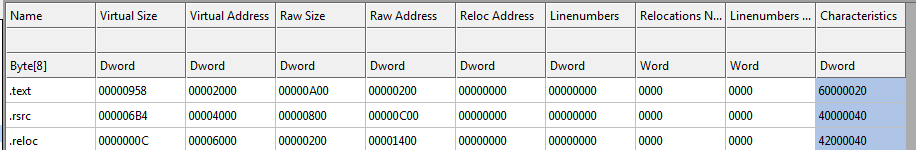 Name Virtual Size Virtual Address Raw Size Raw Address Reloc Address Linenumbers Relocations N... Linenumbers ... Characteristics
Byte[8] Dword Dword Dword Dword Dword Dword Word Word Dword
.text 00000958 00002000 00000A00 00000200 00000000 00000000 0000 0000 60000020
.rsrc 000006B4 00004000 00000800 00000C00 00000000 00000000 0000 0000 40000040
.reloc 0000000C 00006000 00000200 00001400 00000000 00000000 0000 0000 42000040